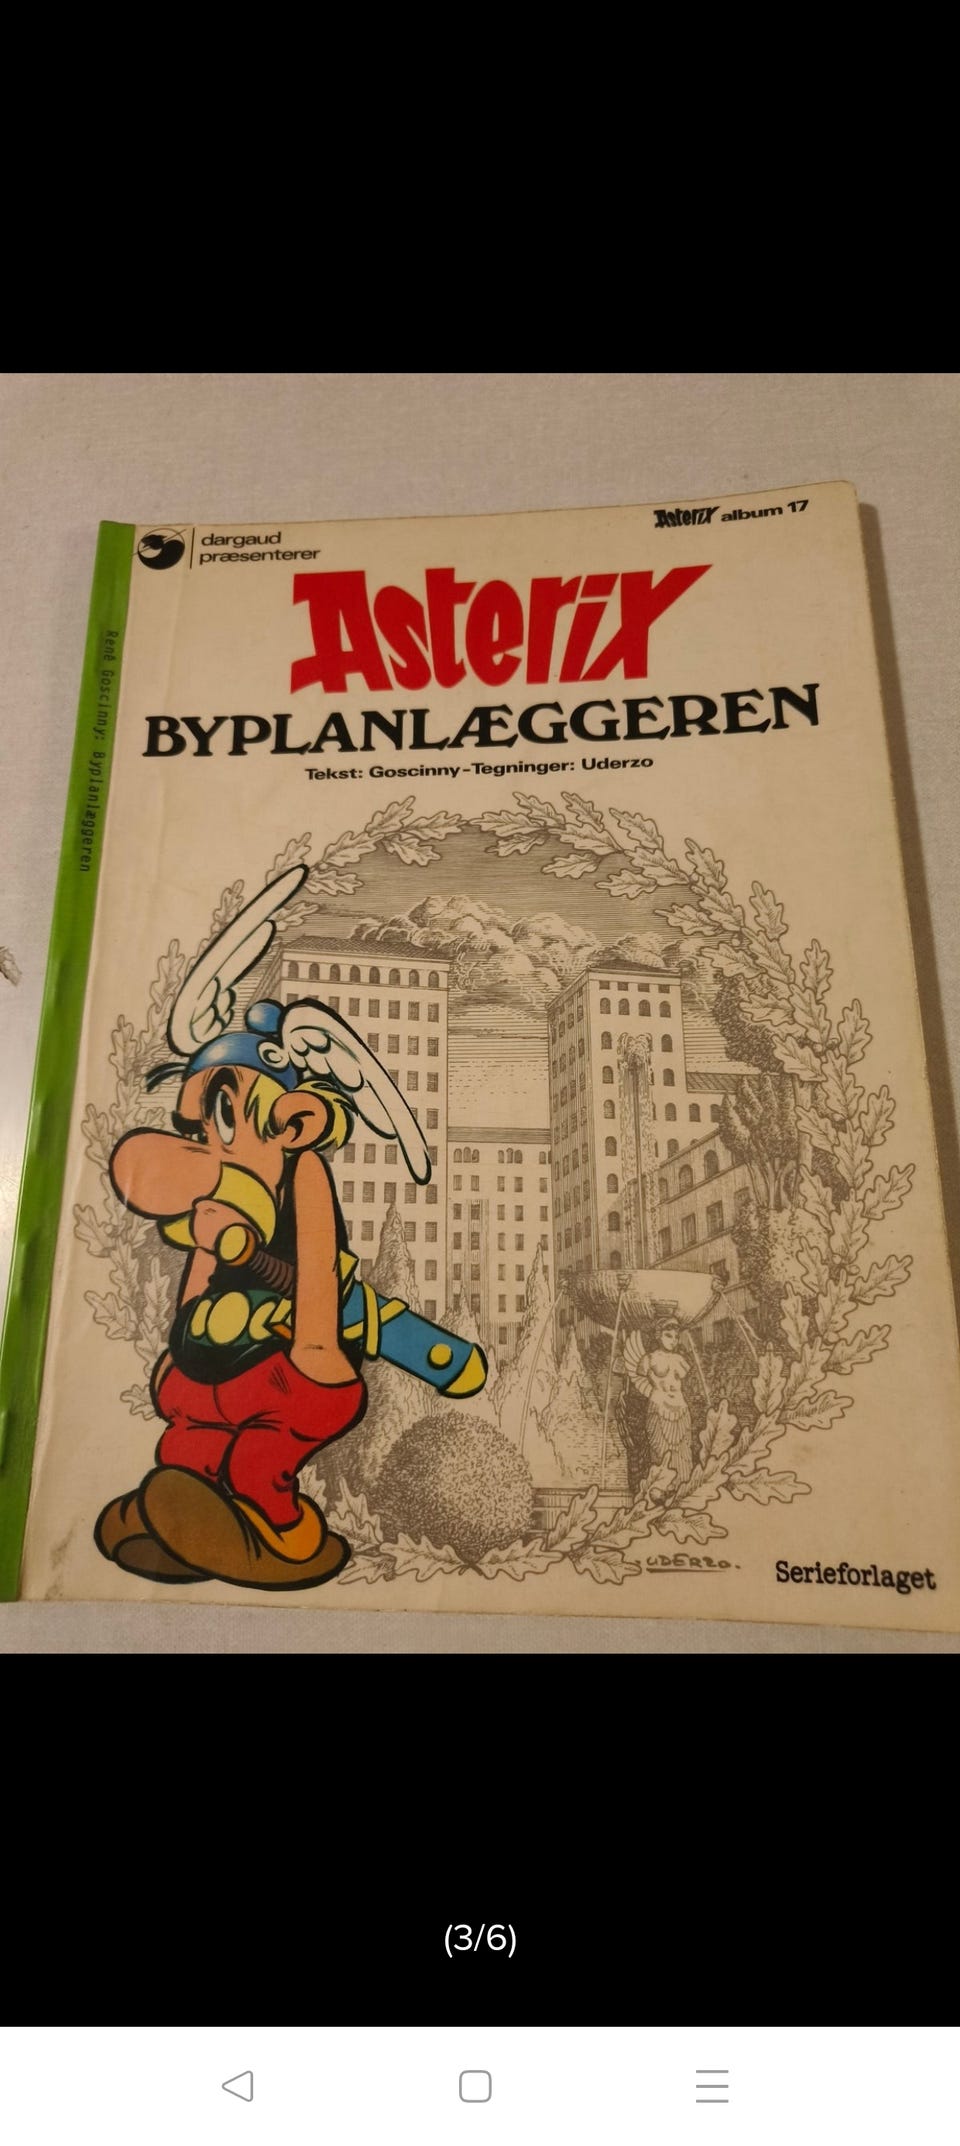 dargaud
præsenterer
Asterix album 17
Asterix
BYPLANLÆGGEREN
Tekst: Goscinny-Tegninger: Uderzo
René Goscinny: Byplanlæggeren
UDERZO.
Serieforlaget
(3/6)